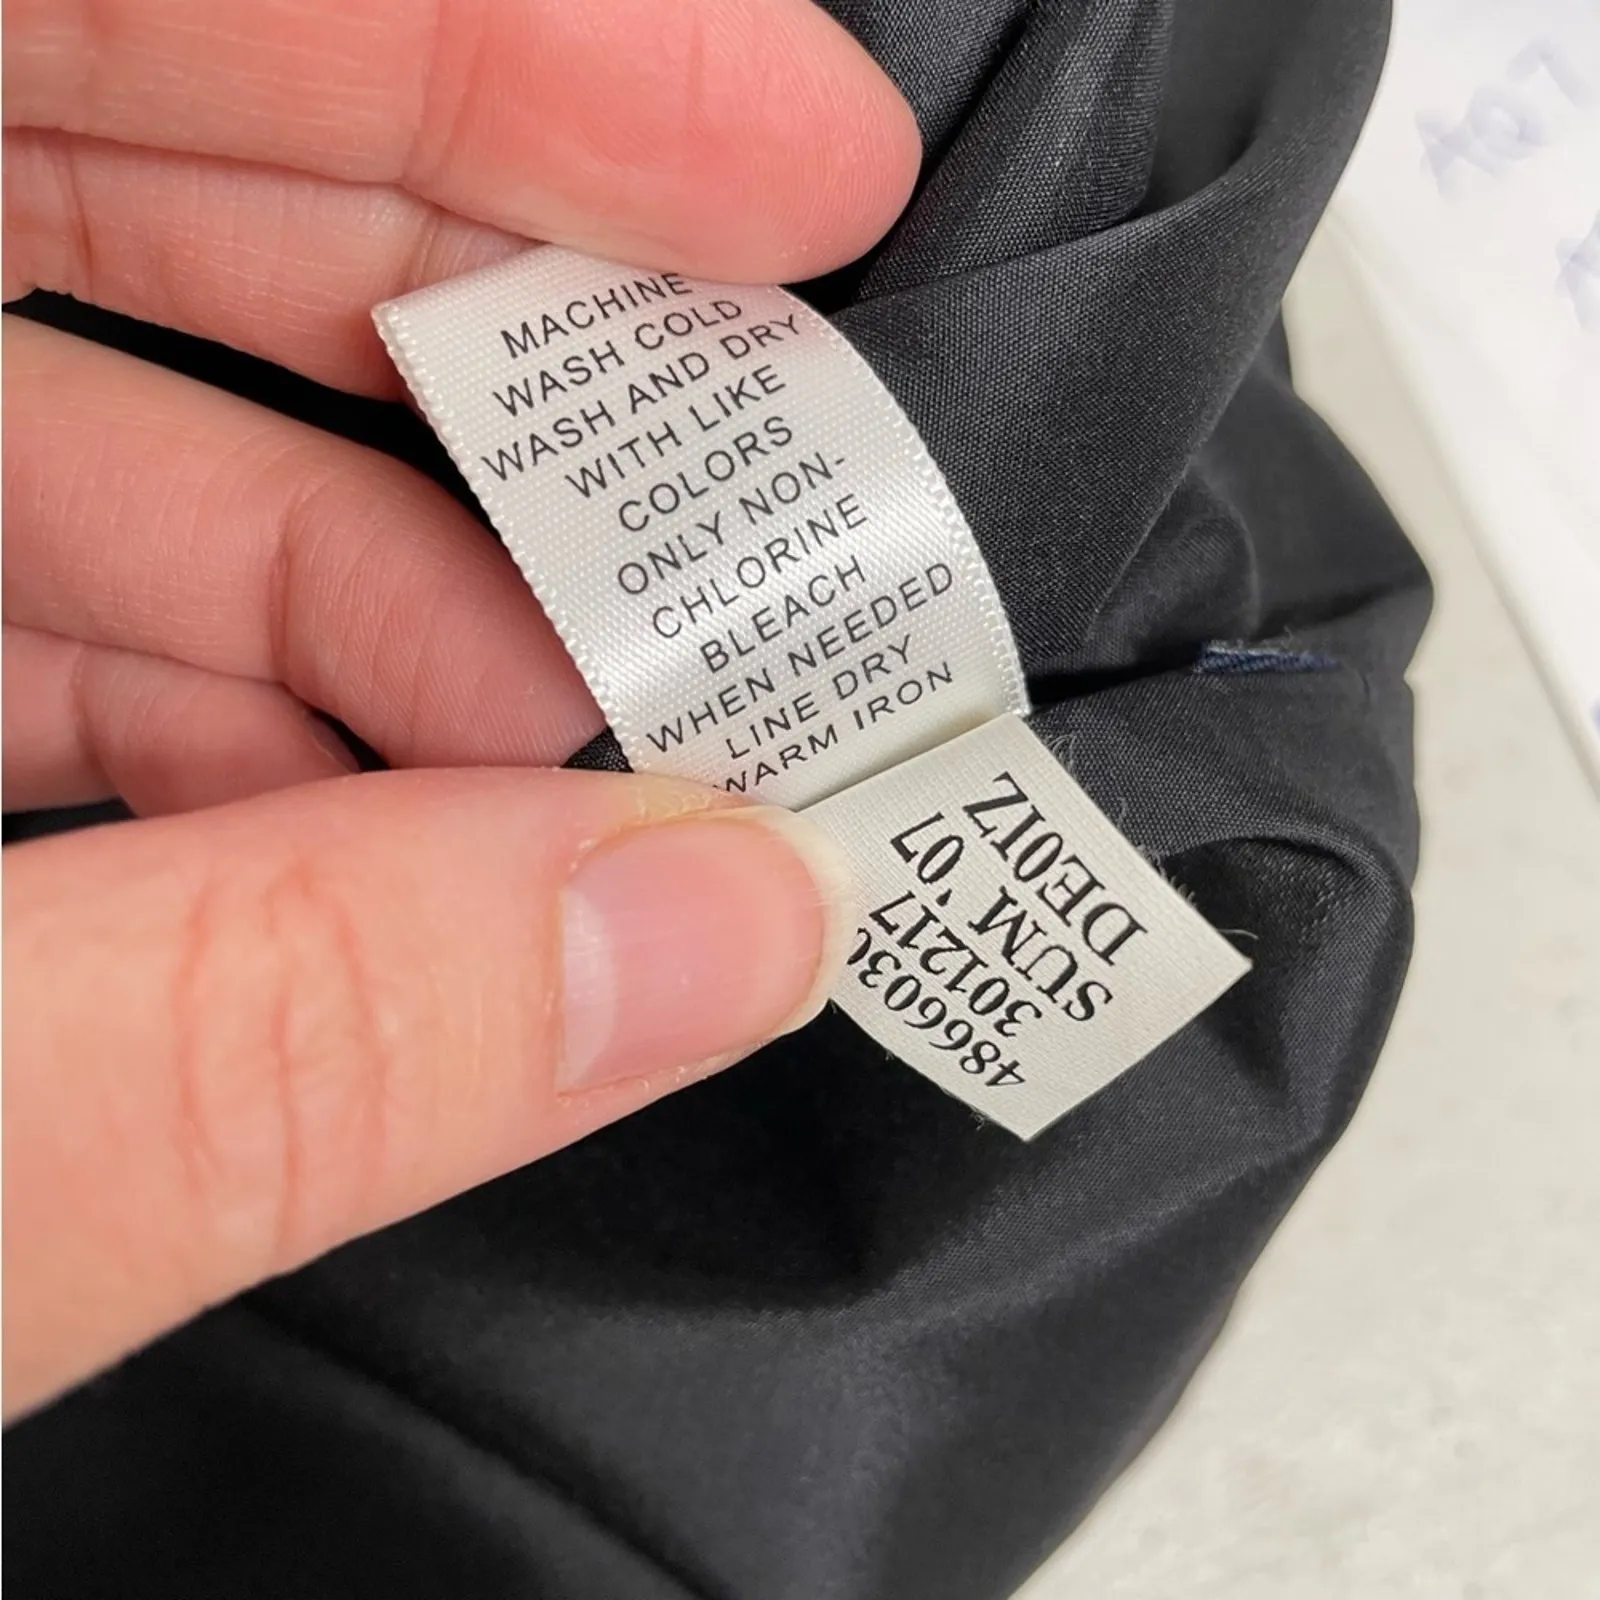 MACHINE
WASH COLD
WASH AND DRY
WITH LIKE
COLORS
ONLY NON-
CHLORINE
BLEACH
WHEN NEEDED
LINE DRY
WARM IRON
DE01Z
SUM '07
301217